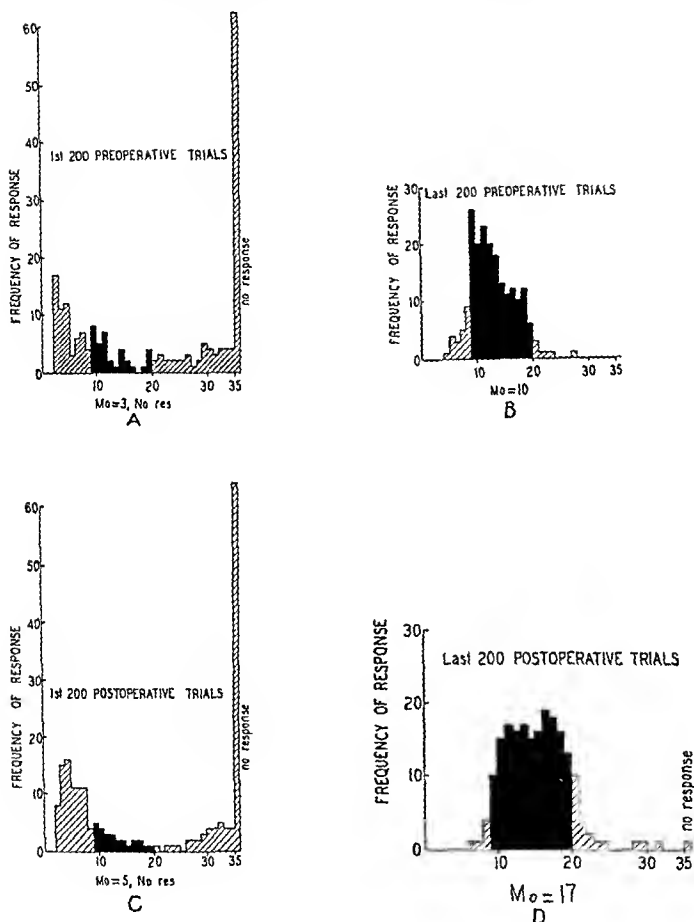 60
50
40
30
20
10
0
FREQUENCY OF RESPONSE
1st 200 PREOPERATIVE TRIALS
no response
10 20 30 35
Mo=3, No res
A
30
20
10
0
FREQUENCY OF RESPONSE
Last 200 PREOPERATIVE TRIALS
10 20 30 35
Mo=10
B
60
50
40
30
20
10
0
FREQUENCY OF RESPONSE
1st 200 POSTOPERATIVE TRIALS
no response
10 20 30 35
Mo=5, No res
C
30
20
10
0
FREQUENCY OF RESPONSE
Last 200 POSTOPERATIVE TRIALS
no response
10 20 30 35
Mo=17
D